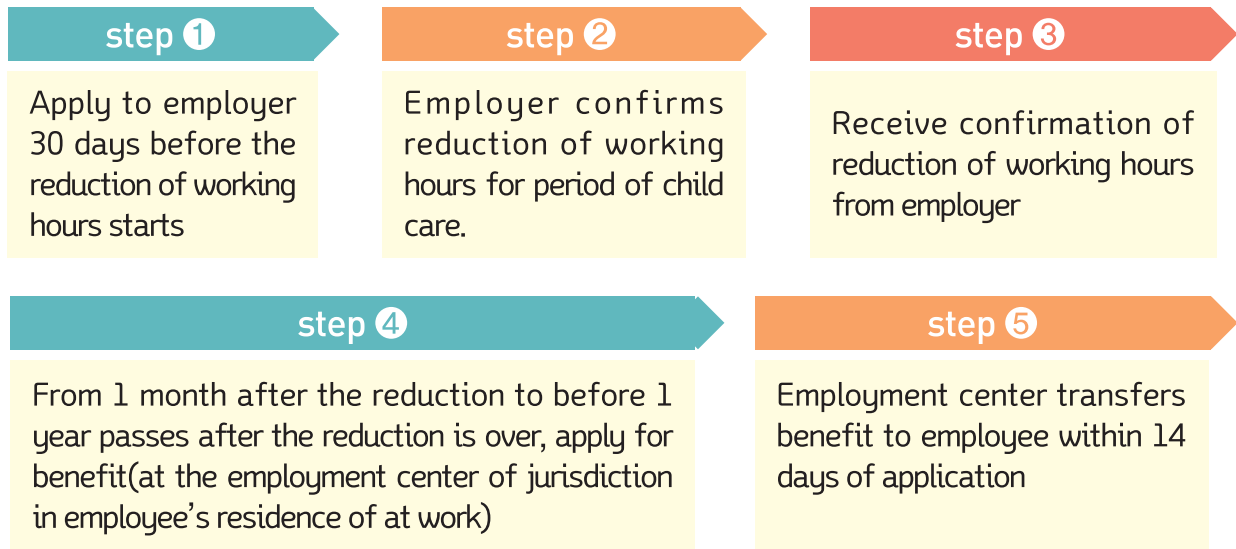 step ❶
Apply to employer
30 days before the
reduction of working
hours starts
step ❷
Employer confirms
reduction of working
hours for period of child
care.
step ❸
Receive confirmation of
reduction of working hours
from employer
step ❹
From 1 month after the reduction to before 1
year passes after the reduction is over, apply for
benefit(at the employment center of jurisdiction
in employee's residence of at work)
step ❺
Employment center transfers
benefit to employee within 14
days of application